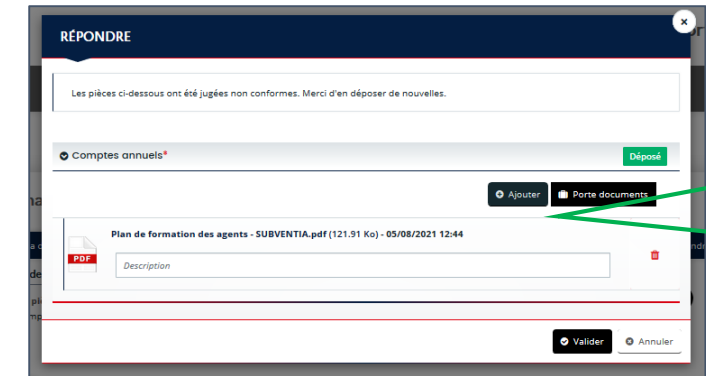 RÉPONDRE
Les pièces ci-dessous ont été jugées non conformes. Merci d'en déposer de nouvelles.
Comptes annuels*
Déposé
Ajouter
Porte documents
Plan de formation des agents - SUBVENTIA.pdf (121.91 Ko) - 05/08/2021 12:44
PDF
Description
Valider
Annuler